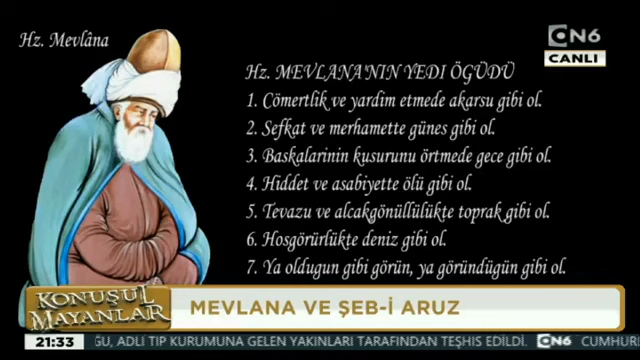 Hz. Mevlâna
CN6
CANLI
Hz. MEVLANA'NIN YEDI ÖGÜDÜ
1. Cömertlik ve yardim etmede akarsu gibi ol.
2. Sefkat ve merhamette günes gibi ol.
3. Baskalarinin kusurunu örtmede gece gibi ol.
4. Hiddet ve asabiyette ölü gibi ol.
5. Tevazu ve alcakgönüllülükte toprak gibi ol.
6. Hosgörürlükte deniz gibi ol.
7. Ya oldugun gibi görün, ya göründügün gibi ol.
KONUŞUL
MAYANLAR
MEVLANA VE ŞEB-İ ARUZ
21:33 ĞU, ADLİ TIP KURUMUNA GELEN YAKINLARI TARAFINDAN TEŞHİS EDİLDİ. CN6 CUMHUR